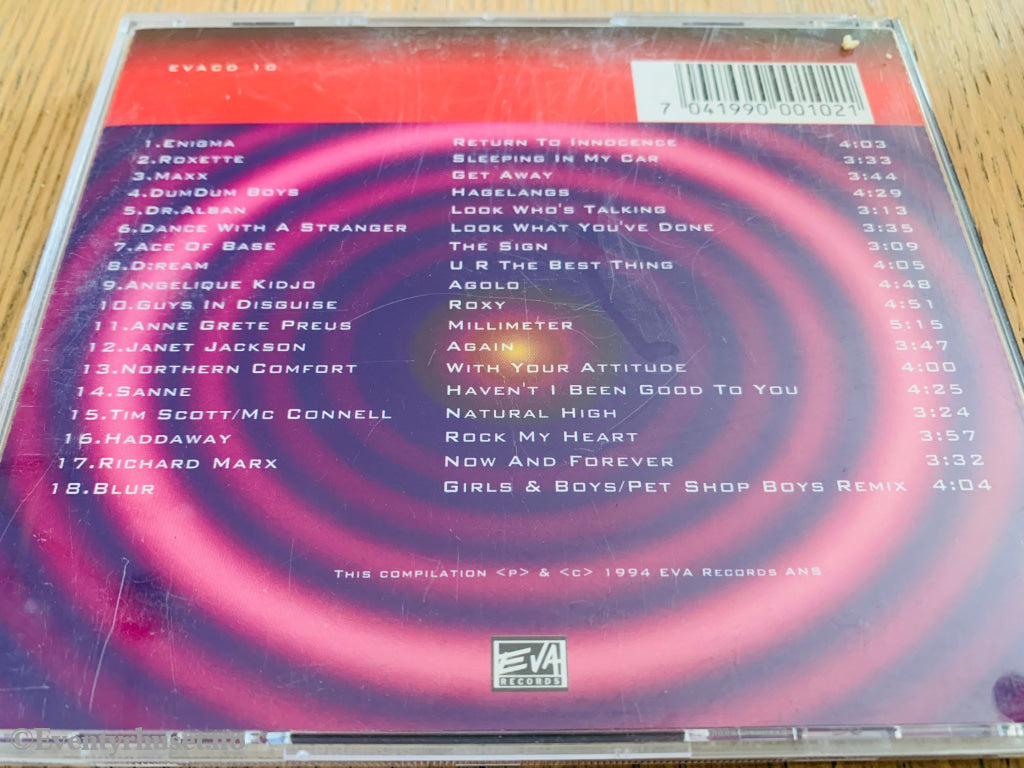 EVACD 10
7 041990 001021
1.Enigma Return To Innocence 4:03
2.Roxette Sleeping In My Car 3:33
3.Maxx Get Away 3:44
4.DumDum Boys Hagelangs 4:29
5.Dr.Alban Look Who's Talking 3:13
6.Dance With A Stranger Look What You've Done 3:35
7.Ace Of Base The Sign 3:09
8.D:ream U R The Best Thing 4:05
9.Angelique Kidjo Agolo 4:48
10.Guys In Disguise Roxy 4:51
11.Anne Grete Preus Millimeter 5:15
12.Janet Jackson Again 3:47
13.Northern Comfort With Your Attitude 4:00
14.Sanne Haven't I Been Good To You 4:25
15.Tim Scott/Mc Connell Natural High 3:24
16.Haddaway Rock My Heart 3:57
17.Richard Marx Now And Forever 3:32
18.Blur Girls & Boys/Pet Shop Boys Remix 4:04
This compilation <p> & <c> 1994 EVA Records ANS
EVA
RECORDS
©Eventyrhuset.no